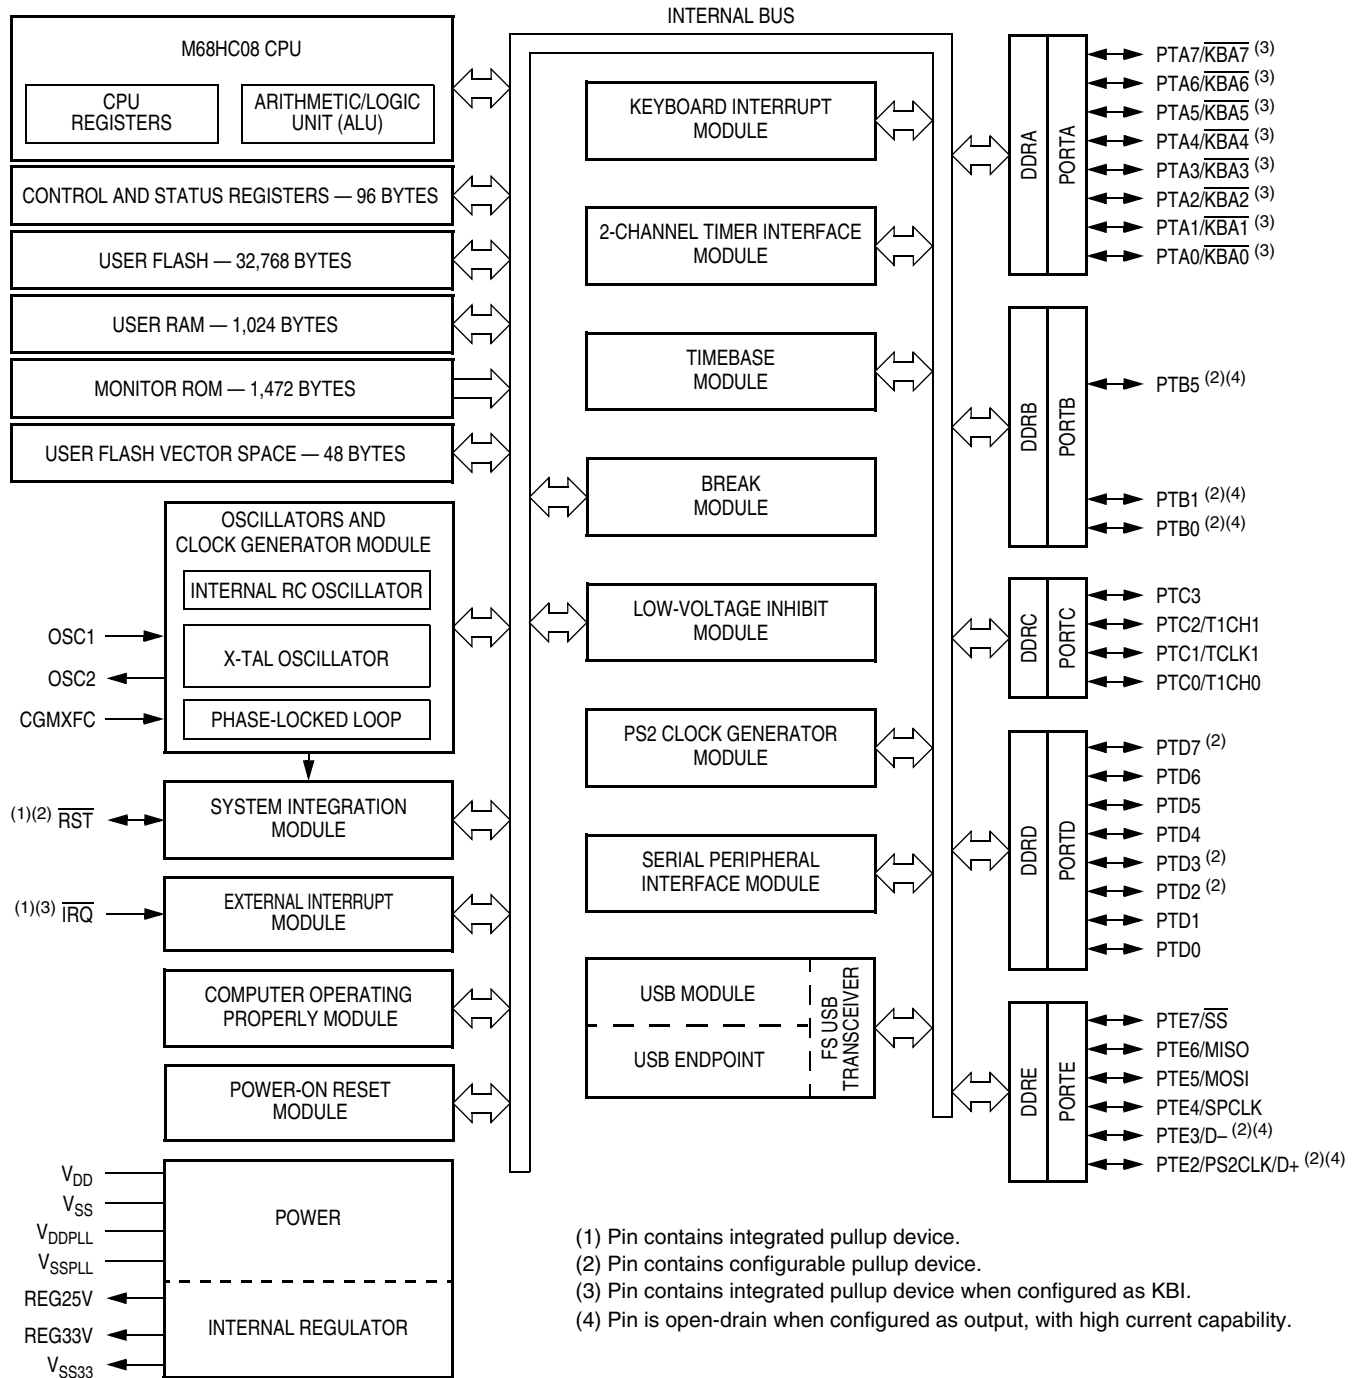 INTERNAL BUS
M68HC08 CPU
CPU
REGISTERS
ARITHMETIC/LOGIC
UNIT (ALU)
CONTROL AND STATUS REGISTERS — 96 BYTES
USER FLASH — 32,768 BYTES
USER RAM — 1,024 BYTES
MONITOR ROM — 1,472 BYTES
USER FLASH VECTOR SPACE — 48 BYTES
OSCILLATORS AND
CLOCK GENERATOR MODULE
INTERNAL RC OSCILLATOR
X-TAL OSCILLATOR
PHASE-LOCKED LOOP
OSC1
OSC2
CGMXFC
SYSTEM INTEGRATION
MODULE
(1)(2) RST
EXTERNAL INTERRUPT
MODULE
(1)(3) IRQ
COMPUTER OPERATING
PROPERLY MODULE
POWER-ON RESET
MODULE
VDD
VSS
VDDPLL
VSSPLL
REG25V
REG33V
VSS33
POWER
INTERNAL REGULATOR
KEYBOARD INTERRUPT
MODULE
2-CHANNEL TIMER INTERFACE
MODULE
TIMEBASE
MODULE
BREAK
MODULE
LOW-VOLTAGE INHIBIT
MODULE
PS2 CLOCK GENERATOR
MODULE
SERIAL PERIPHERAL
INTERFACE MODULE
USB MODULE
USB ENDPOINT
FS USB
TRANSCEIVER
DDRA
PORTA
PTA7/KBA7 (3)
PTA6/KBA6 (3)
PTA5/KBA5 (3)
PTA4/KBA4 (3)
PTA3/KBA3 (3)
PTA2/KBA2 (3)
PTA1/KBA1 (3)
PTA0/KBA0 (3)
DDRB
PORTB
PTB5 (2)(4)
PTB1 (2)(4)
PTB0 (2)(4)
DDRC
PORTC
PTC3
PTC2/T1CH1
PTC1/TCLK1
PTC0/T1CH0
DDRD
PORTD
PTD7 (2)
PTD6
PTD5
PTD4
PTD3 (2)
PTD2 (2)
PTD1
PTD0
DDRE
PORTE
PTE7/SS
PTE6/MISO
PTE5/MOSI
PTE4/SPCLK
PTE3/D– (2)(4)
PTE2/PS2CLK/D+ (2)(4)
(1) Pin contains integrated pullup device.
(2) Pin contains configurable pullup device.
(3) Pin contains integrated pullup device when configured as KBI.
(4) Pin is open-drain when configured as output, with high current capability.